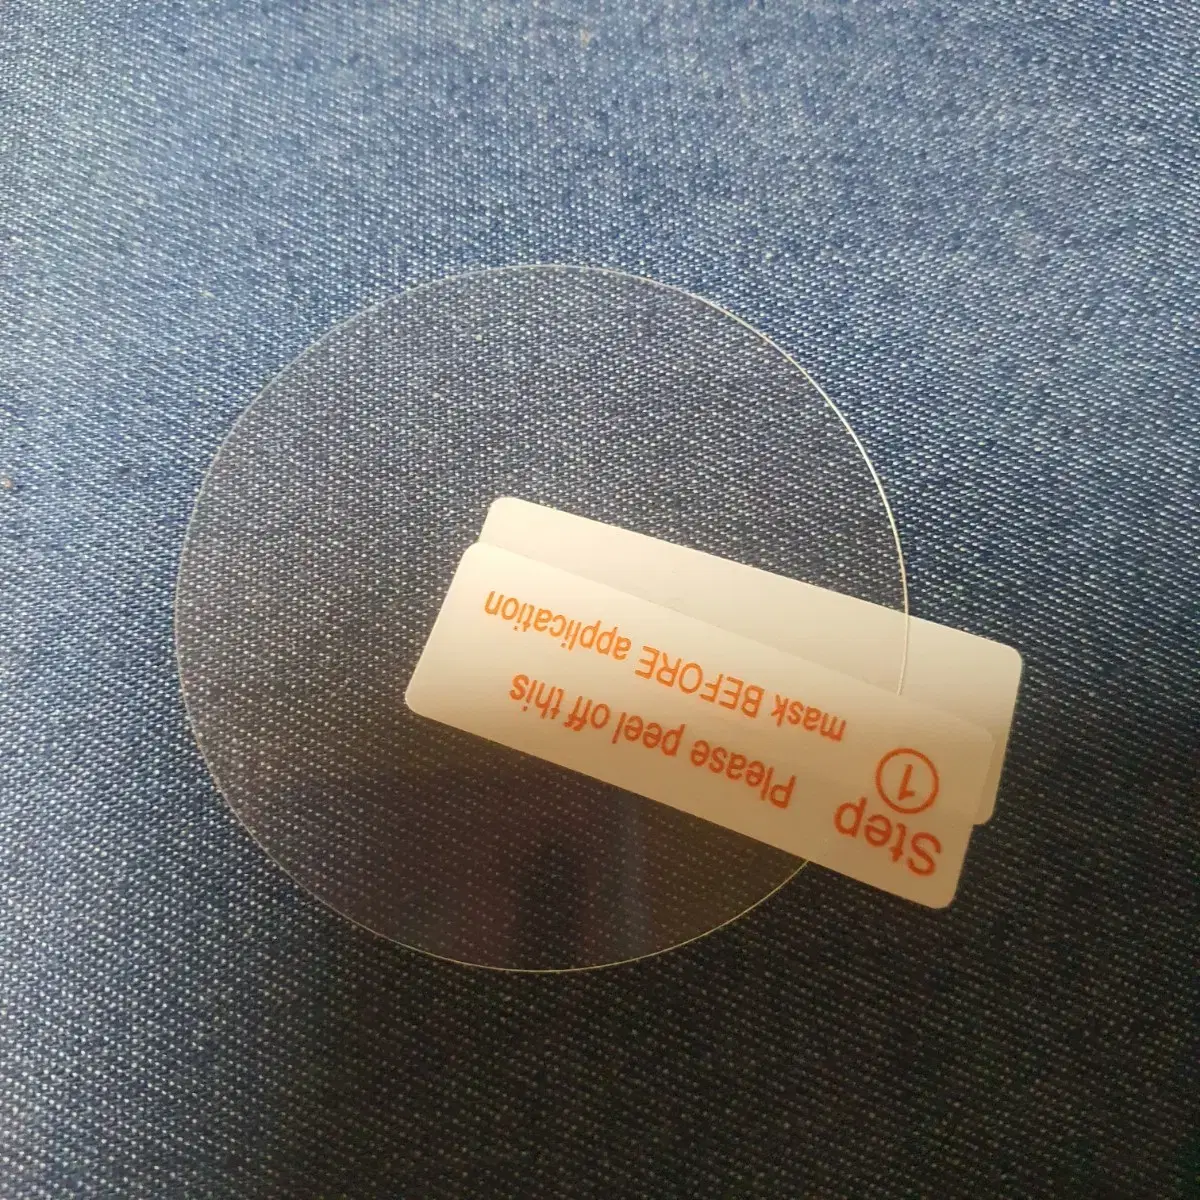 Step
①
Please peel off this
mask BEFORE application